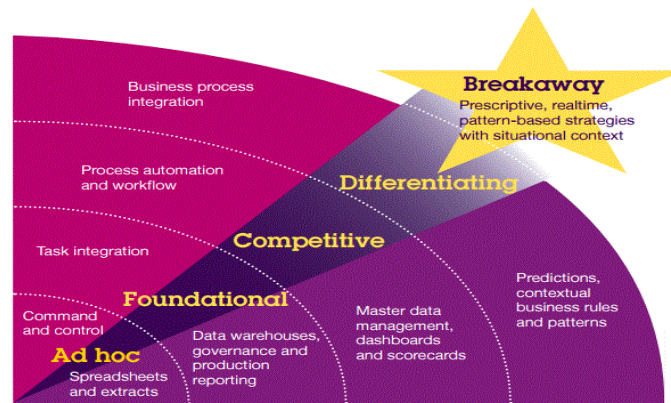 Breakaway
Prescriptive, realtime,
pattern-based strategies
with situational context
Business process
integration
Process automation
and workflow
Differentiating
Task integration
Competitive
Predictions,
contextual
business rules
and patterns
Foundational
Master data
management,
dashboards
and scorecards
Command
and control
Data warehouses,
governance and
production
reporting
Ad hoc
Spreadsheets
and extracts